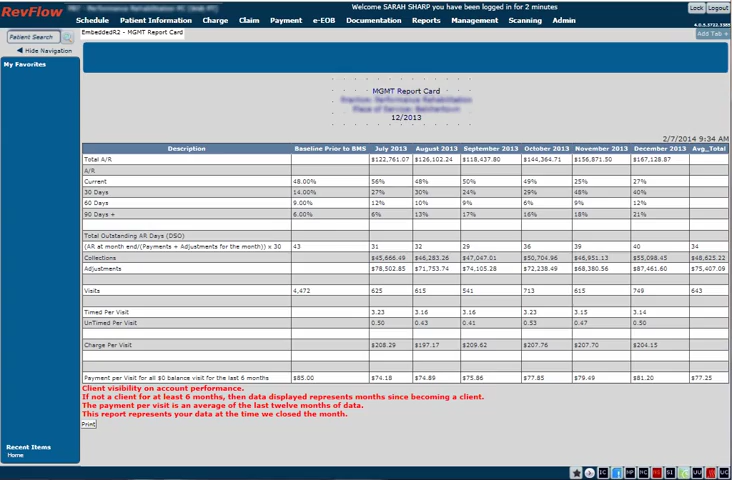 RevFlow
Welcome SARAH SHARP you have been logged in for 2 minutes
Lock Logout
Schedule Patient Information Charge Claim Payment e-EOB Documentation Reports Management Scanning Admin
4.0.5.3722.3385
Patient Search
EmbeddedR2 - MGMT Report Card
Add Tab +
Hide Navigation
My Favorites
MGMT Report Card
12/2013
2/7/2014 9:34 AM
Description Baseline Prior to BMS July 2013 August 2013 September 2013 October 2013 November 2013 December 2013 Avg_Total
Total A/R $122,761.07 $126,102.24 $118,437.80 $144,364.71 $156,871.50 $167,128.87
A/R
Current 48.00% 56% 48% 50% 49% 25% 27%
30 Days 14.00% 27% 30% 24% 29% 48% 40%
60 Days 9.00% 12% 10% 9% 6% 9% 12%
90 Days + 6.00% 6% 13% 17% 16% 18% 21%
Total Outstanding AR Days (DSO)
(AR at month end/(Payments + Adjustments for the month)) x 30 43 31 32 29 36 39 40 34
Collections $45,666.49 $46,283.26 $47,047.01 $50,704.96 $46,951.13 $55,098.45 $48,625.22
Adjustments $78,502.85 $71,753.74 $74,105.28 $72,238.49 $68,380.56 $87,461.60 $75,407.09
Visits 4,472 625 615 541 713 615 749 643
Timed Per Visit 3.23 3.16 3.16 3.23 3.15 3.14
UnTimed Per Visit 0.50 0.43 0.41 0.53 0.47 0.50
Charge Per Visit $208.29 $197.17 $209.62 $207.76 $207.70 $204.15
Payment per Visit for all $0 balance visit for the last 6 months $85.00 $74.18 $74.89 $75.86 $77.85 $79.49 $81.20 $77.25
Client visibility on account performance.
If not a client for at least 6 months, then data displayed represents months since becoming a client.
The payment per visit is an average of the last twelve months of data.
This report represents your data at the time we closed the month.
Print
Recent Items
Home
IC NP NC SI UU UC